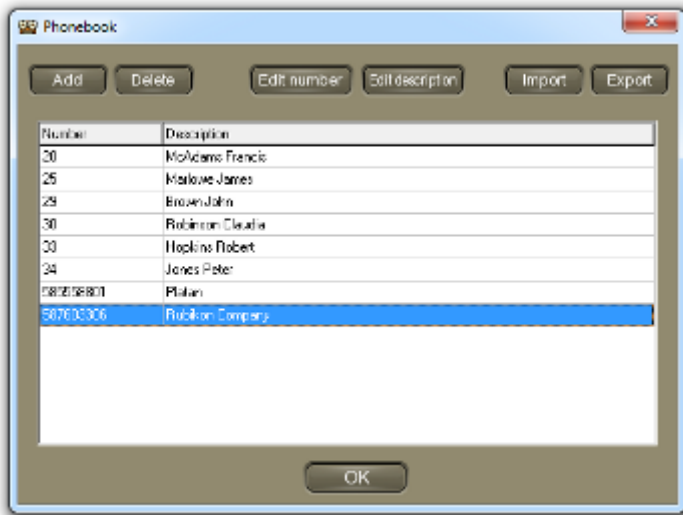 Phonebook
Add Delete Edit number Edit description Import Export
Number Description
20 McAdams Francis
25 Marlowe James
29 Brown John
30 Robinson Claudia
33 Hopkins Robert
34 Jones Peter
Platan
587603306 Rubikon Company
OK